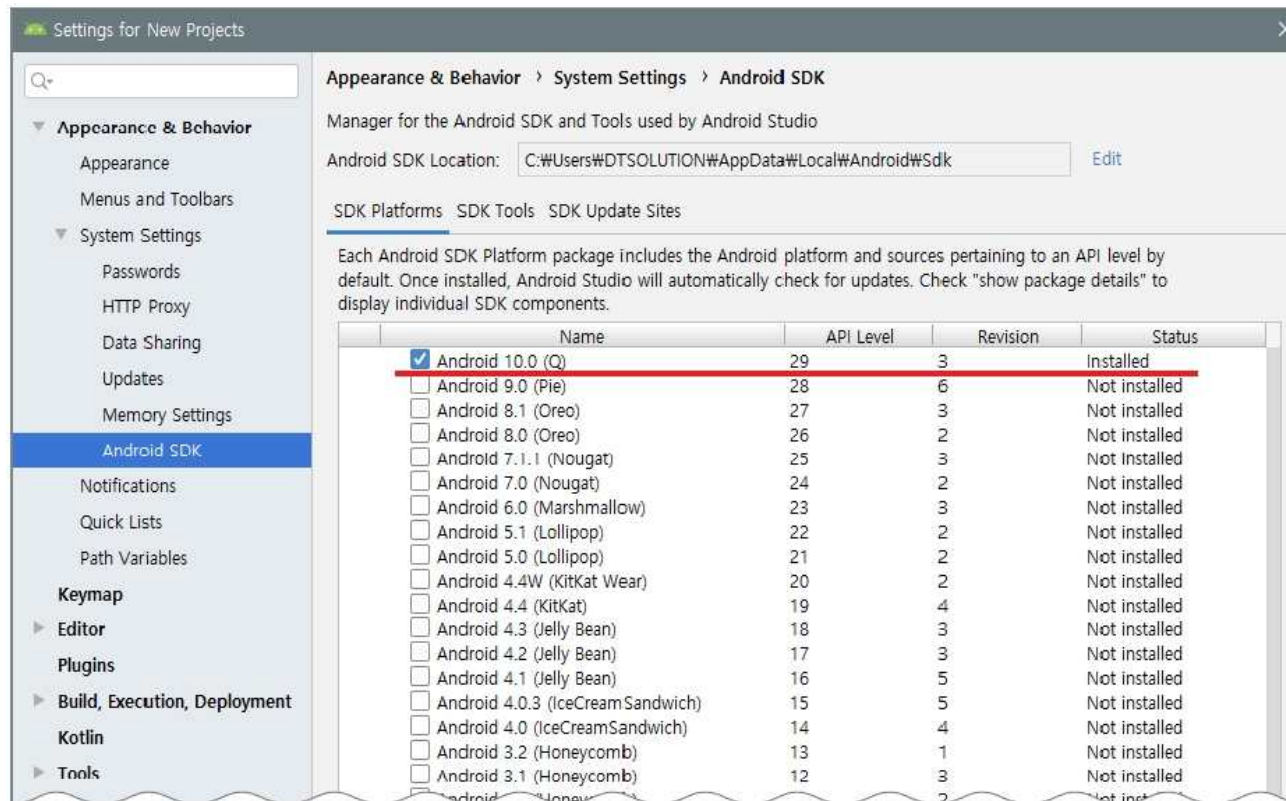 Settings for New Projects
Appearance & Behavior
Appearance
Menus and Toolbars
System Settings
Passwords
HTTP Proxy
Data Sharing
Updates
Memory Settings
Android SDK
Notifications
Quick Lists
Path Variables
Keymap
Editor
Plugins
Build, Execution, Deployment
Kotlin
Tools
Appearance & Behavior > System Settings > Android SDK
Manager for the Android SDK and Tools used by Android Studio
Android SDK Location: C:₩Users₩DTSOLUTION₩AppData₩Local₩Android₩Sdk Edit
SDK Platforms SDK Tools SDK Update Sites
Each Android SDK Platform package includes the Android platform and sources pertaining to an API level by
default. Once installed, Android Studio will automatically check for updates. Check "show package details" to
display individual SDK components.
Name API Level Revision Status
Android 10.0 (Q) 29 3 Installed
Android 9.0 (Pie) 28 6 Not installed
Android 8.1 (Oreo) 27 3 Not installed
Android 8.0 (Oreo) 26 2 Not installed
Android 7.1.1 (Nougat) 25 3 Not installed
Android 7.0 (Nougat) 24 2 Not installed
Android 6.0 (Marshmallow) 23 3 Not installed
Android 5.1 (Lollipop) 22 2 Not installed
Android 5.0 (Lollipop) 21 2 Not installed
Android 4.4W (KitKat Wear) 20 2 Not installed
Android 4.4 (KitKat) 19 4 Not installed
Android 4.3 (Jelly Bean) 18 3 Not installed
Android 4.2 (Jelly Bean) 17 3 Not installed
Android 4.1 (Jelly Bean) 16 5 Not installed
Android 4.0.3 (IceCreamSandwich) 15 5 Not installed
Android 4.0 (IceCreamSandwich) 14 4 Not installed
Android 3.2 (Honeycomb) 13 1 Not installed
Android 3.1 (Honeycomb) 12 3 Not installed